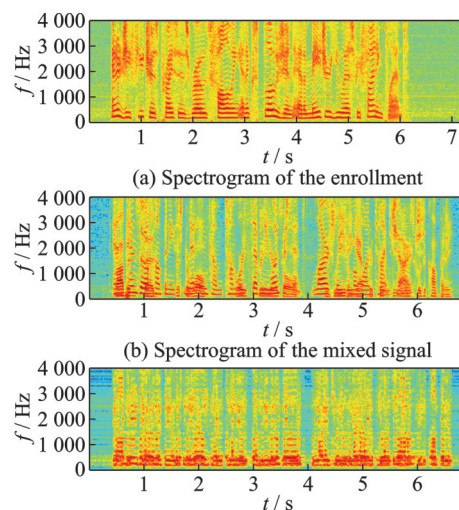 f / Hz
4 000
3 000
2 000
1 000
0
1 2 3 4 5 6 7
t / s
(a) Spectrogram of the enrollment
f / Hz
4 000
3 000
2 000
1 000
0
1 2 3 4 5 6
t / s
(b) Spectrogram of the mixed signal
f / Hz
4 000
3 000
2 000
1 000
0
1 2 3 4 5 6
t / s